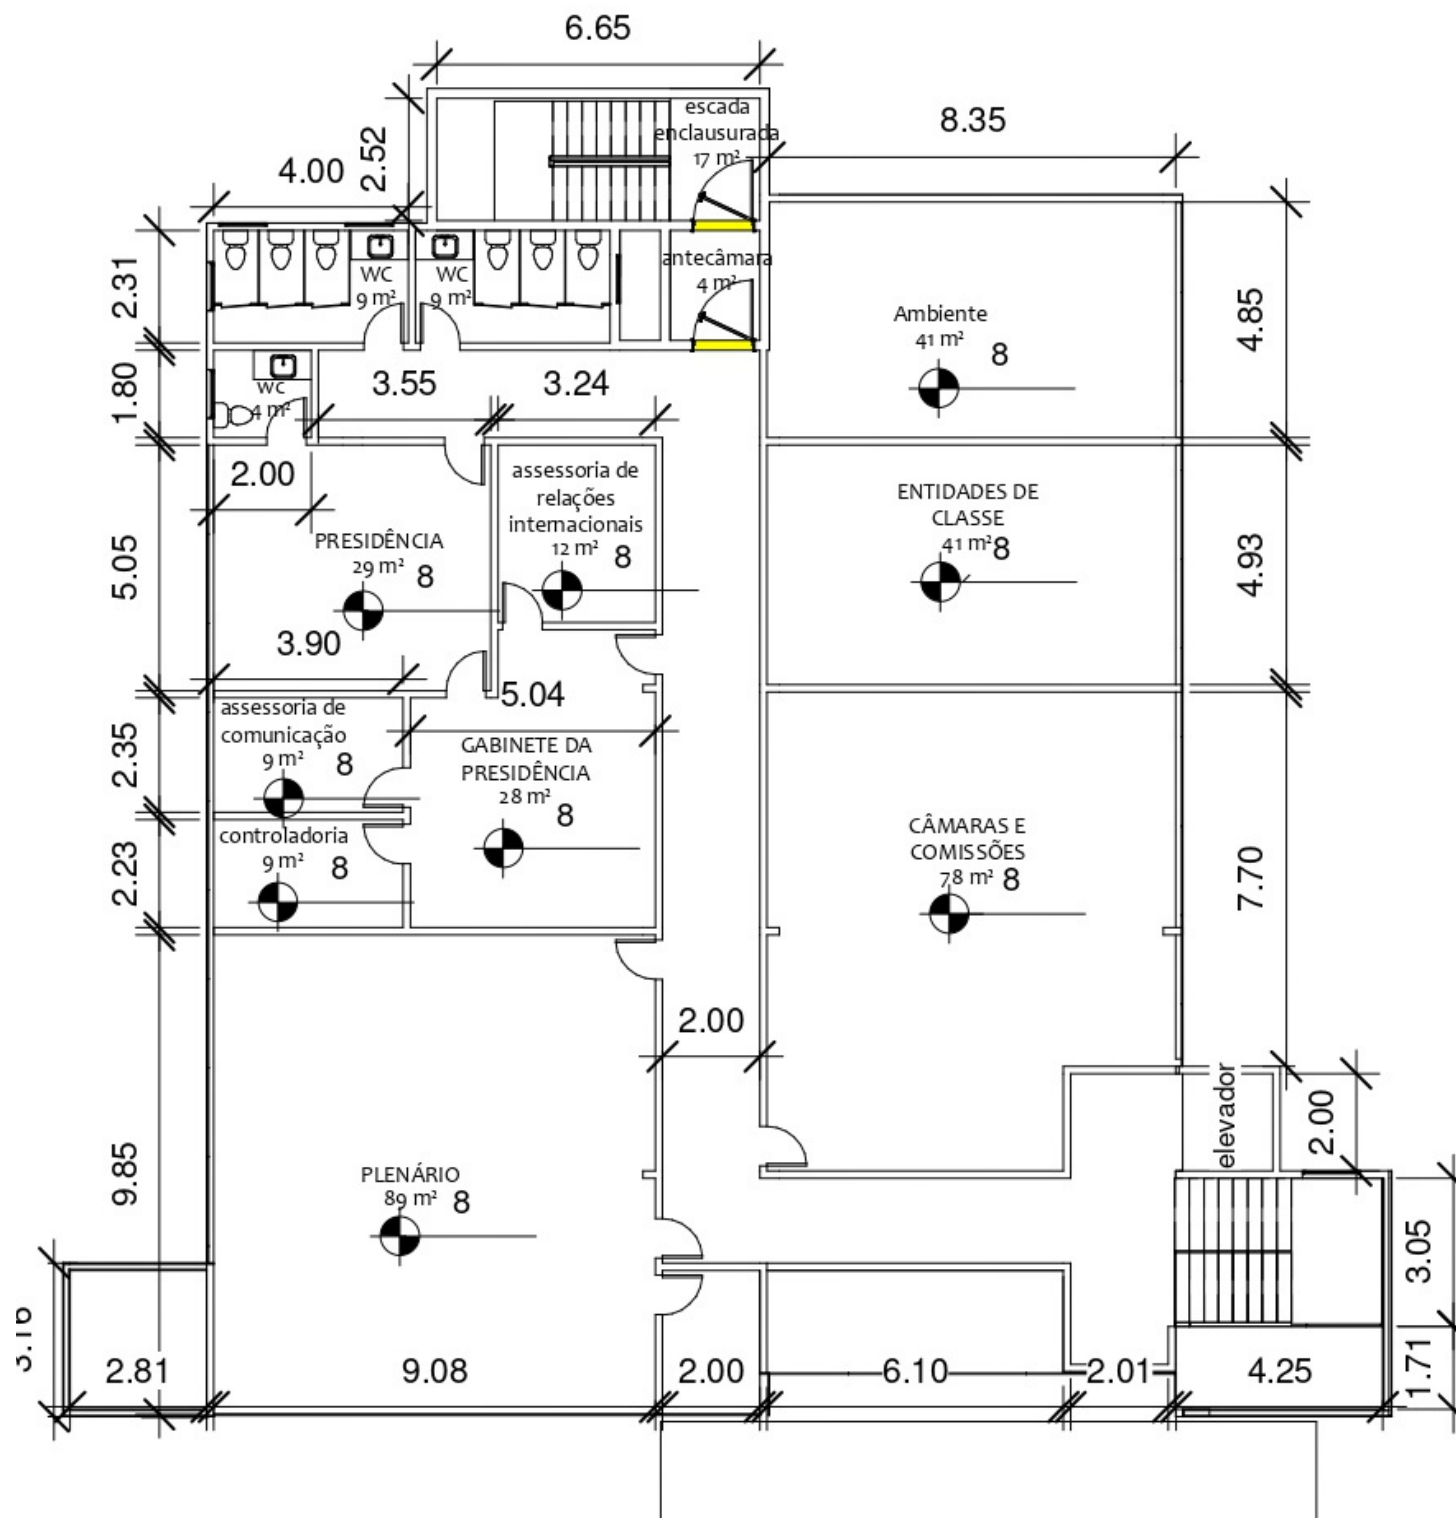 6.65
escada
enclausurada
17 m²
8.35
2.52
4.00
2.31
WC
9 m²
WC
9 m²
antecâmara
4 m²
Ambiente
41 m²
8
4.85
1.80
wc
4 m²
3.55
3.24
2.00
assessoria de
relações
internacionais
12 m²
8
ENTIDADES DE
CLASSE
41 m²
8
4.93
5.05
PRESIDÊNCIA
29 m²
8
3.90
5.04
assessoria de
comunicação
9 m²
8
2.35
GABINETE DA
PRESIDÊNCIA
28 m²
8
controladoria
9 m²
8
2.23
CÂMARAS E
COMISSÕES
78 m²
8
7.70
2.00
elevador
2.00
9.85
PLENÁRIO
89 m²
8
3.05
3.16
2.81
9.08
2.00
6.10
2.01
4.25
1.71